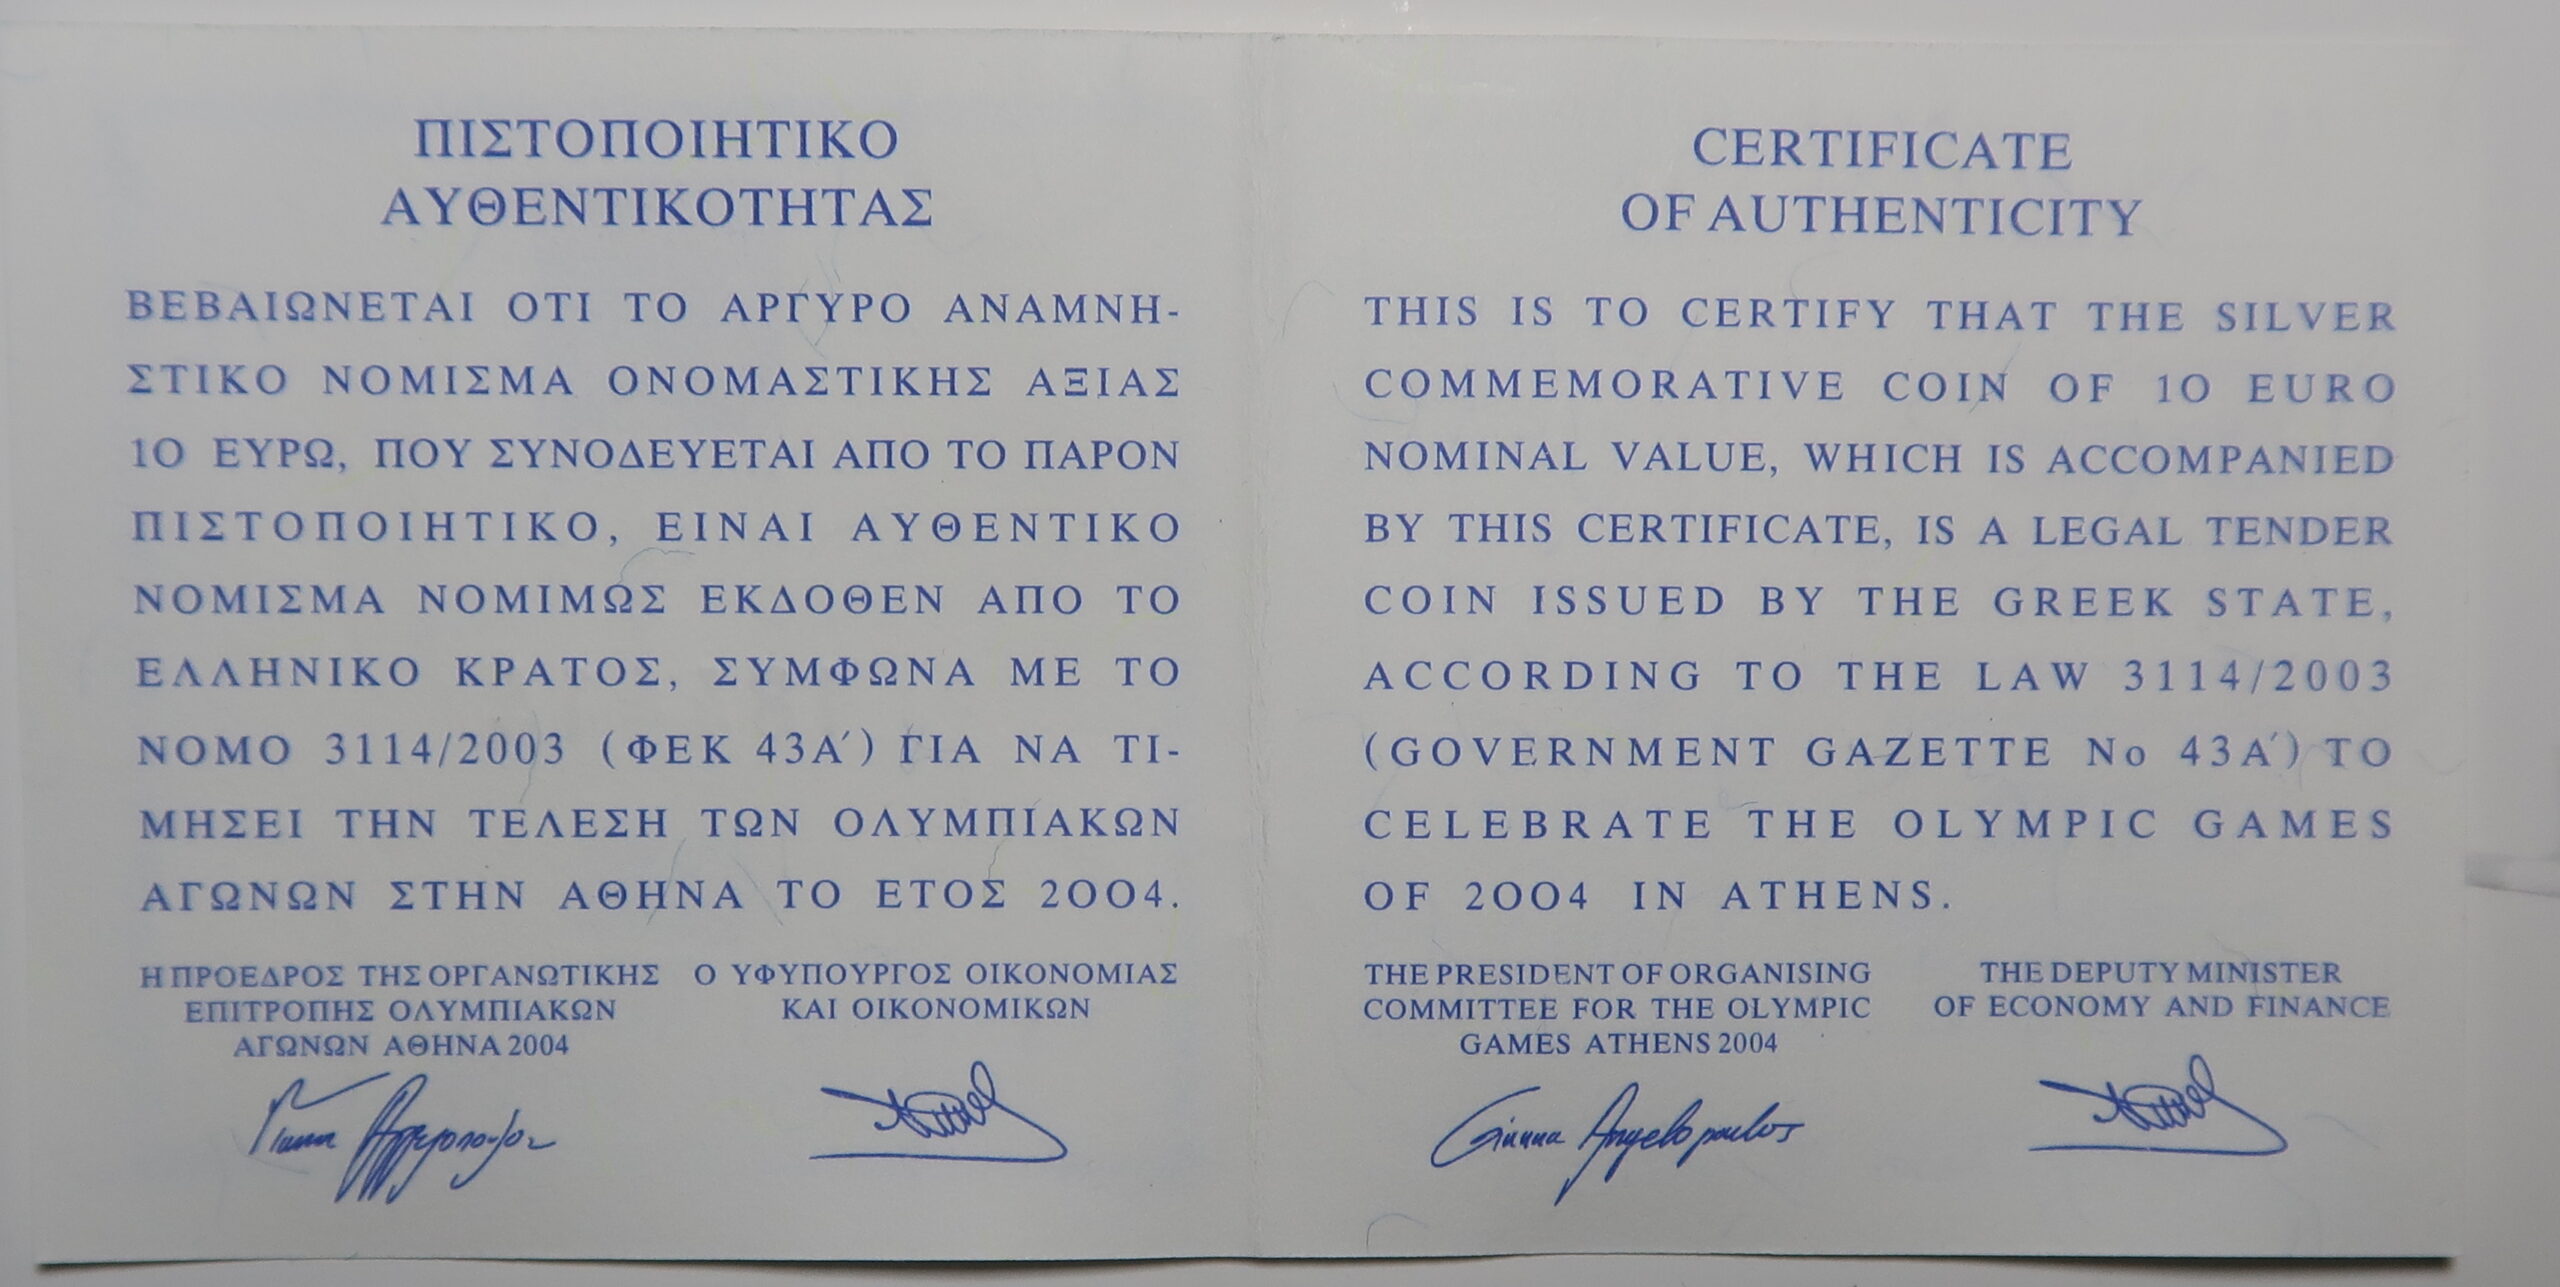 ΠΙΣΤΟΠΟΙΗΤΙΚΟ
ΑΥΘΕΝΤΙΚΟΤΗΤΑΣ
ΒΕΒΑΙΩΝΕΤΑΙ ΟΤΙ ΤΟ ΑΡΓΥΡΟ ΑΝΑΜΝΗ-
ΣΤΙΚΟ ΝΟΜΙΣΜΑ ΟΝΟΜΑΣΤΙΚΗΣ ΑΞΙΑΣ
10 ΕΥΡΩ, ΠΟΥ ΣΥΝΟΔΕΥΕΤΑΙ ΑΠΟ ΤΟ ΠΑΡΟΝ
ΠΙΣΤΟΠΟΙΗΤΙΚΟ, ΕΙΝΑΙ ΑΥΘΕΝΤΙΚΟ
ΝΟΜΙΣΜΑ ΝΟΜΙΜΩΣ ΕΚΔΟΘΕΝ ΑΠΟ ΤΟ
ΕΛΛΗΝΙΚΟ ΚΡΑΤΟΣ, ΣΥΜΦΩΝΑ ΜΕ ΤΟ
ΝΟΜΟ 3114/2003 (ΦΕΚ 43Α΄) ΓΙΑ ΝΑ ΤΙ-
ΜΗΣΕΙ ΤΗΝ ΤΕΛΕΣΗ ΤΩΝ ΟΛΥΜΠΙΑΚΩΝ
ΑΓΩΝΩΝ ΣΤΗΝ ΑΘΗΝΑ ΤΟ ΕΤΟΣ 2004.
Η ΠΡΟΕΔΡΟΣ ΤΗΣ ΟΡΓΑΝΩΤΙΚΗΣ
ΕΠΙΤΡΟΠΗΣ ΟΛΥΜΠΙΑΚΩΝ
ΑΓΩΝΩΝ ΑΘΗΝΑ 2004
Γιάννα Αγγελοπούλου
Ο ΥΦΥΠΟΥΡΓΟΣ ΟΙΚΟΝΟΜΙΑΣ
ΚΑΙ ΟΙΚΟΝΟΜΙΚΩΝ
CERTIFICATE
OF AUTHENTICITY
THIS IS TO CERTIFY THAT THE SILVER
COMMEMORATIVE COIN OF 10 EURO
NOMINAL VALUE, WHICH IS ACCOMPANIED
BY THIS CERTIFICATE, IS A LEGAL TENDER
COIN ISSUED BY THE GREEK STATE,
ACCORDING TO THE LAW 3114/2003
(GOVERNMENT GAZETTE No 43A΄) TO
CELEBRATE THE OLYMPIC GAMES
OF 2004 IN ATHENS.
THE PRESIDENT OF ORGANISING
COMMITTEE FOR THE OLYMPIC
GAMES ATHENS 2004
Gianna Angelopoulos
THE DEPUTY MINISTER
OF ECONOMY AND FINANCE